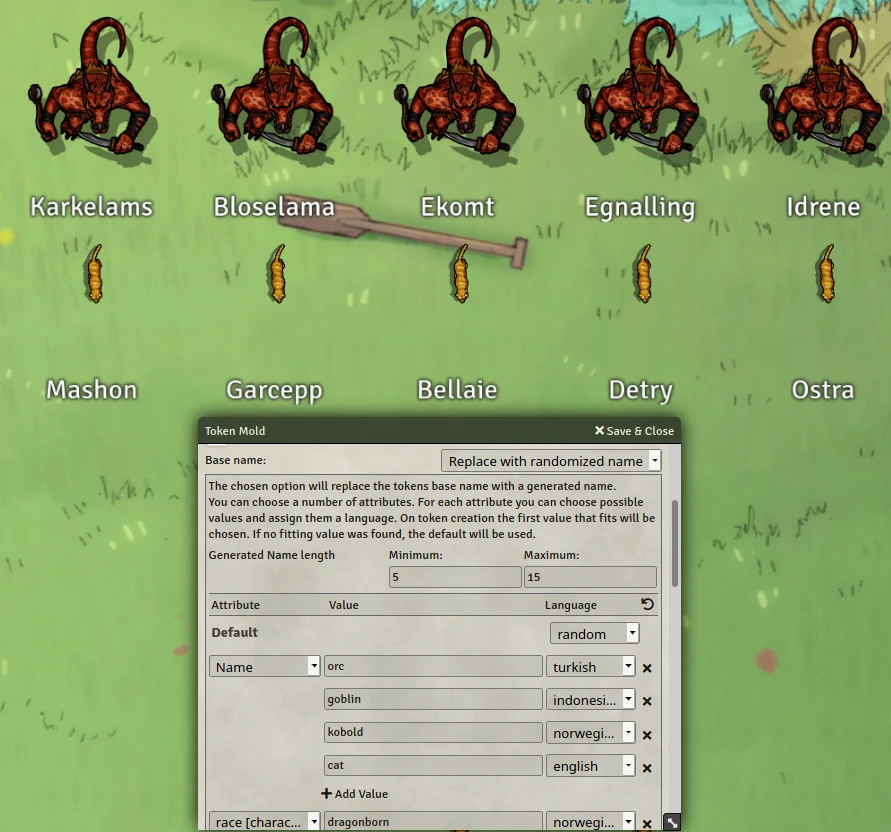 Karkelams Bloselama Ekomt Egnalling Idrene
Mashon Garcepp Bellaie Detry Ostra
Token Mold Save & Close
Base name: Replace with randomized name
The chosen option will replace the tokens base name with a generated name.
You can choose a number of attributes. For each attribute you can choose possible
values and assign them a language. On token creation the first value that fits will be
chosen. If no fitting value was found, the default will be used.
Generated Name length Minimum: Maximum:
5 15
Attribute Value Language
Default random
Name orc turkish
goblin indonesi...
kobold norwegi...
cat english
Add Value
race [charac... dragonborn norwegi...